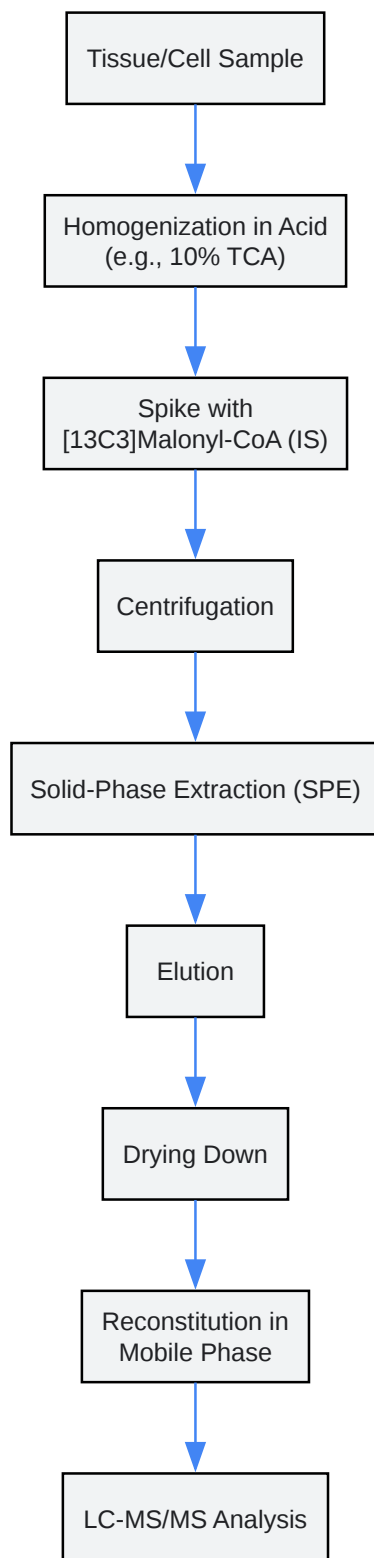 Tissue/Cell Sample
Homogenization in Acid
(e.g., 10% TCA)
Spike with
[13C3]Malonyl-CoA (IS)
Centrifugation
Solid-Phase Extraction (SPE)
Elution
Drying Down
Reconstitution in
Mobile Phase
LC-MS/MS Analysis